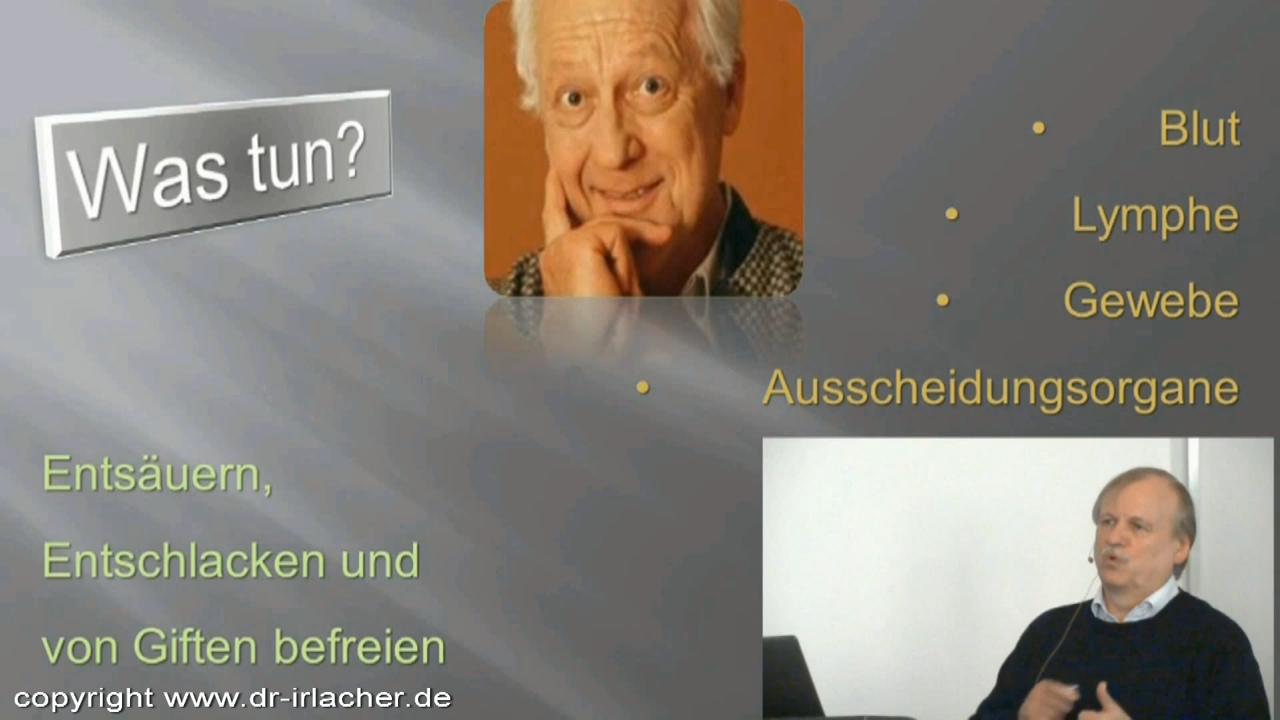 Was tun?
• Blut
• Lymphe
• Gewebe
• Ausscheidungsorgane
Entsäuern,
Entschlacken und
von Giften befreien
copyright www.dr-irlacher.de